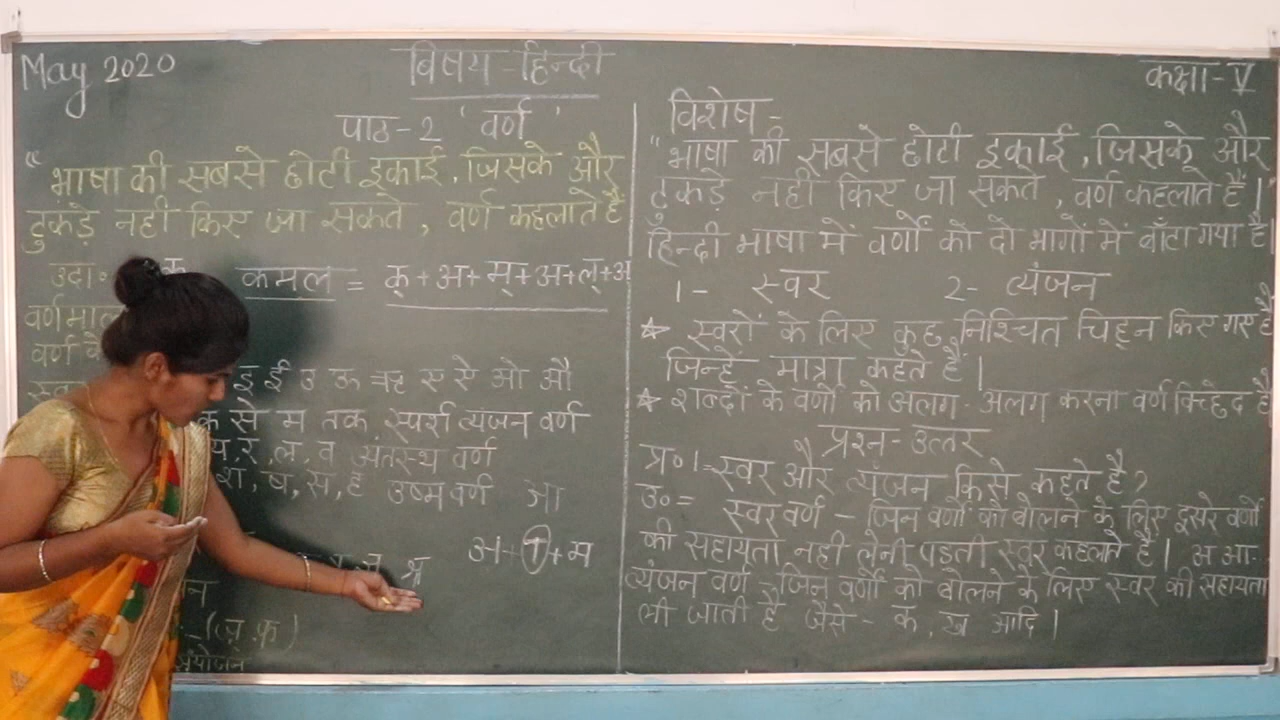 May 2020
विषय - हिन्दी
कक्षा - V
पाठ - 2 ' वर्ण '
" भाषा की सबसे छोटी इकाई , जिसके और
टुकड़े नही किए जा सकते , वर्ण कहलाते है
उदा० क कमल = क् + अ + म् + अ + ल् + अ
वर्णमाल
वर्ण
इ ई उ ऊ ऋ ए ऐ ओ औ
क से म तक स्पर्श व्यंजन वर्ण
य , र , ल , व अंतस्थ वर्ण
श , ष , स , ह उष्म वर्ण
अ + ा + म
श्र
न
- ( ज़ , फ़ )
संयोजन
विशेष -
" भाषा की सबसे छोटी इकाई , जिसके और
टुकड़े नही किए जा सकते , वर्ण कहलाते हैं । "
हिन्दी भाषा में वर्णों को दो भागों में बाँटा गया है ।
1 - स्वर 2 - व्यंजन
☆ स्वरों के लिए कुछ निश्चित चिह्न किए गए है
जिन्हें मात्रा कहते हैं ।
☆ शब्दों के वर्णों को अलग - अलग करना वर्ण विच्छेद है
प्रश्न - उत्तर
प्र० 1 = स्वर और व्यंजन किसे कहते है ?
उ० = स्वर वर्ण - जिन वर्णों को बोलने के लिए दूसरे वर्णों
की सहायता नही लेनी पड़ती स्वर कहलाते है । अ आ .
व्यंजन वर्ण - जिन वर्णों को बोलने के लिए स्वर की सहायता
ली जाती है जैसे - क , ख आदि ।